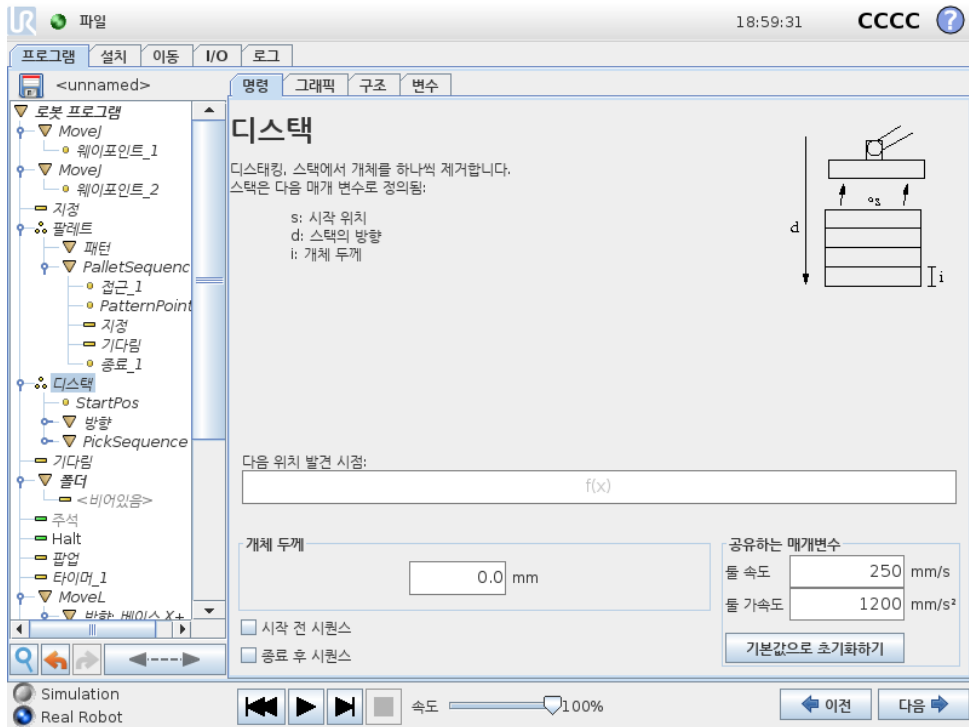 UR 파일 18:59:31 CCCC ?
프로그램 설치 이동 I/O 로그
<unnamed>
명령 그래픽 구조 변수
로봇 프로그램
MoveJ
웨이포인트_1
MoveJ
웨이포인트_2
지정
팔레트
패턴
PalletSequenc
접근_1
PatternPoint
지정
기다림
종료_1
디스택
StartPos
방향
PickSequence
기다림
폴더
<비어있음>
주석
Halt
팝업
타이머_1
MoveL
방향: 베이스 X+
디스택
디스태킹, 스택에서 개체를 하나씩 제거합니다.
스택은 다음 매개 변수로 정의됨:
s: 시작 위치
d: 스택의 방향
i: 개체 두께
s
d
i
다음 위치 발견 시점:
f(x)
개체 두께
0.0 mm
시작 전 시퀀스
종료 후 시퀀스
공유하는 매개변수
툴 속도 250 mm/s
툴 가속도 1200 mm/s²
기본값으로 초기화하기
Simulation
Real Robot
속도 100%
이전 다음